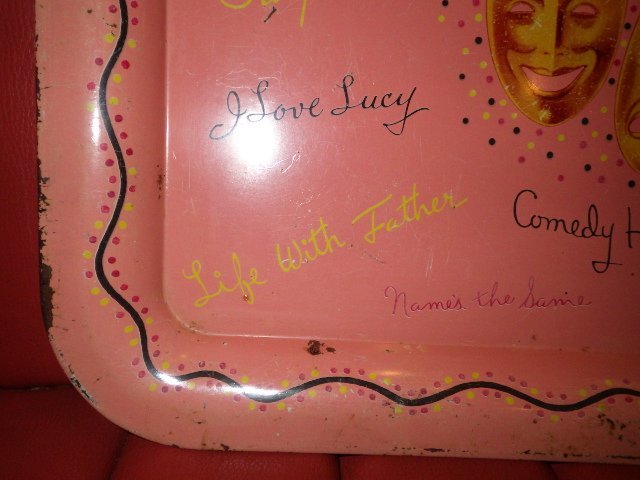 I Love Lucy
Life With Father
Comedy
Name's the Same